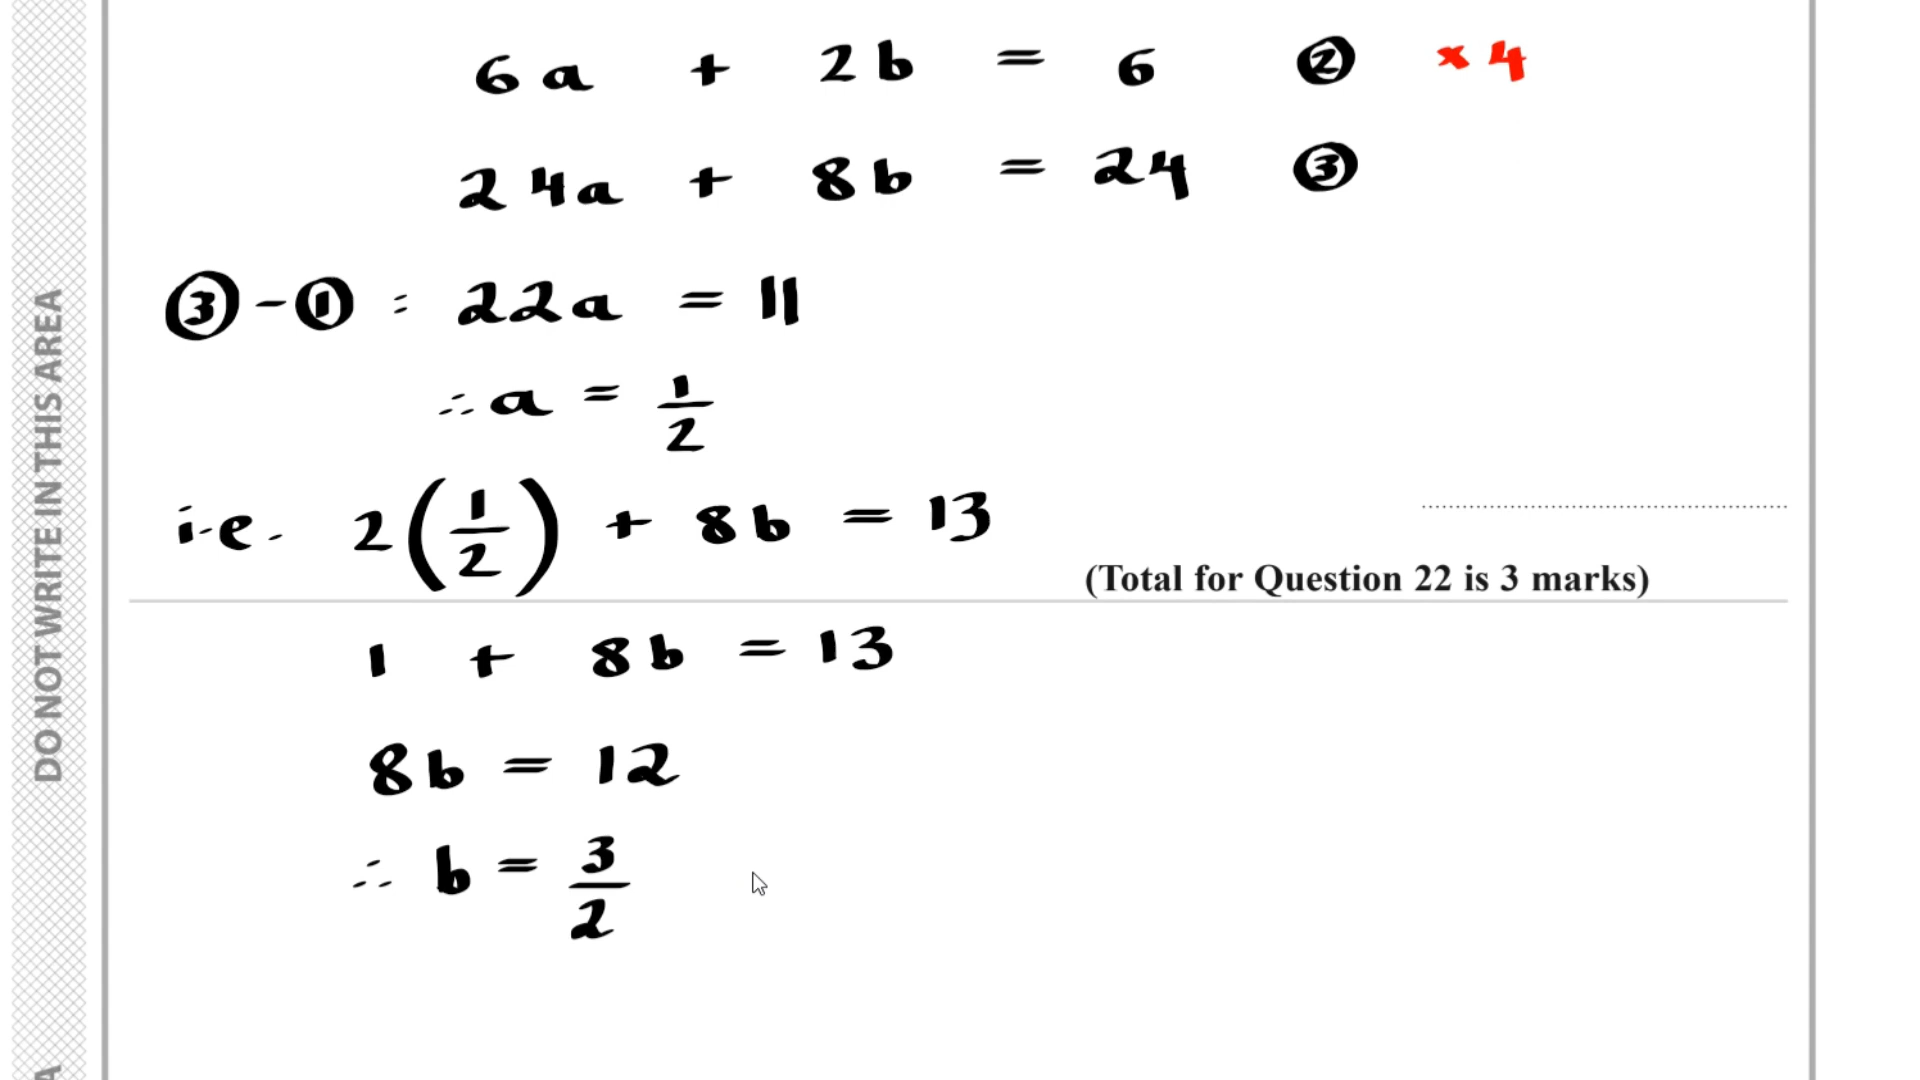 6a + 2b = 6 ② ×4
24a + 8b = 24 ③
③ - ① : 22a = 11
∴ a = 1/2
i.e. 2(1/2) + 8b = 13
(Total for Question 22 is 3 marks)
1 + 8b = 13
8b = 12
∴ b = 3/2
DO NOT WRITE IN THIS AREA
A